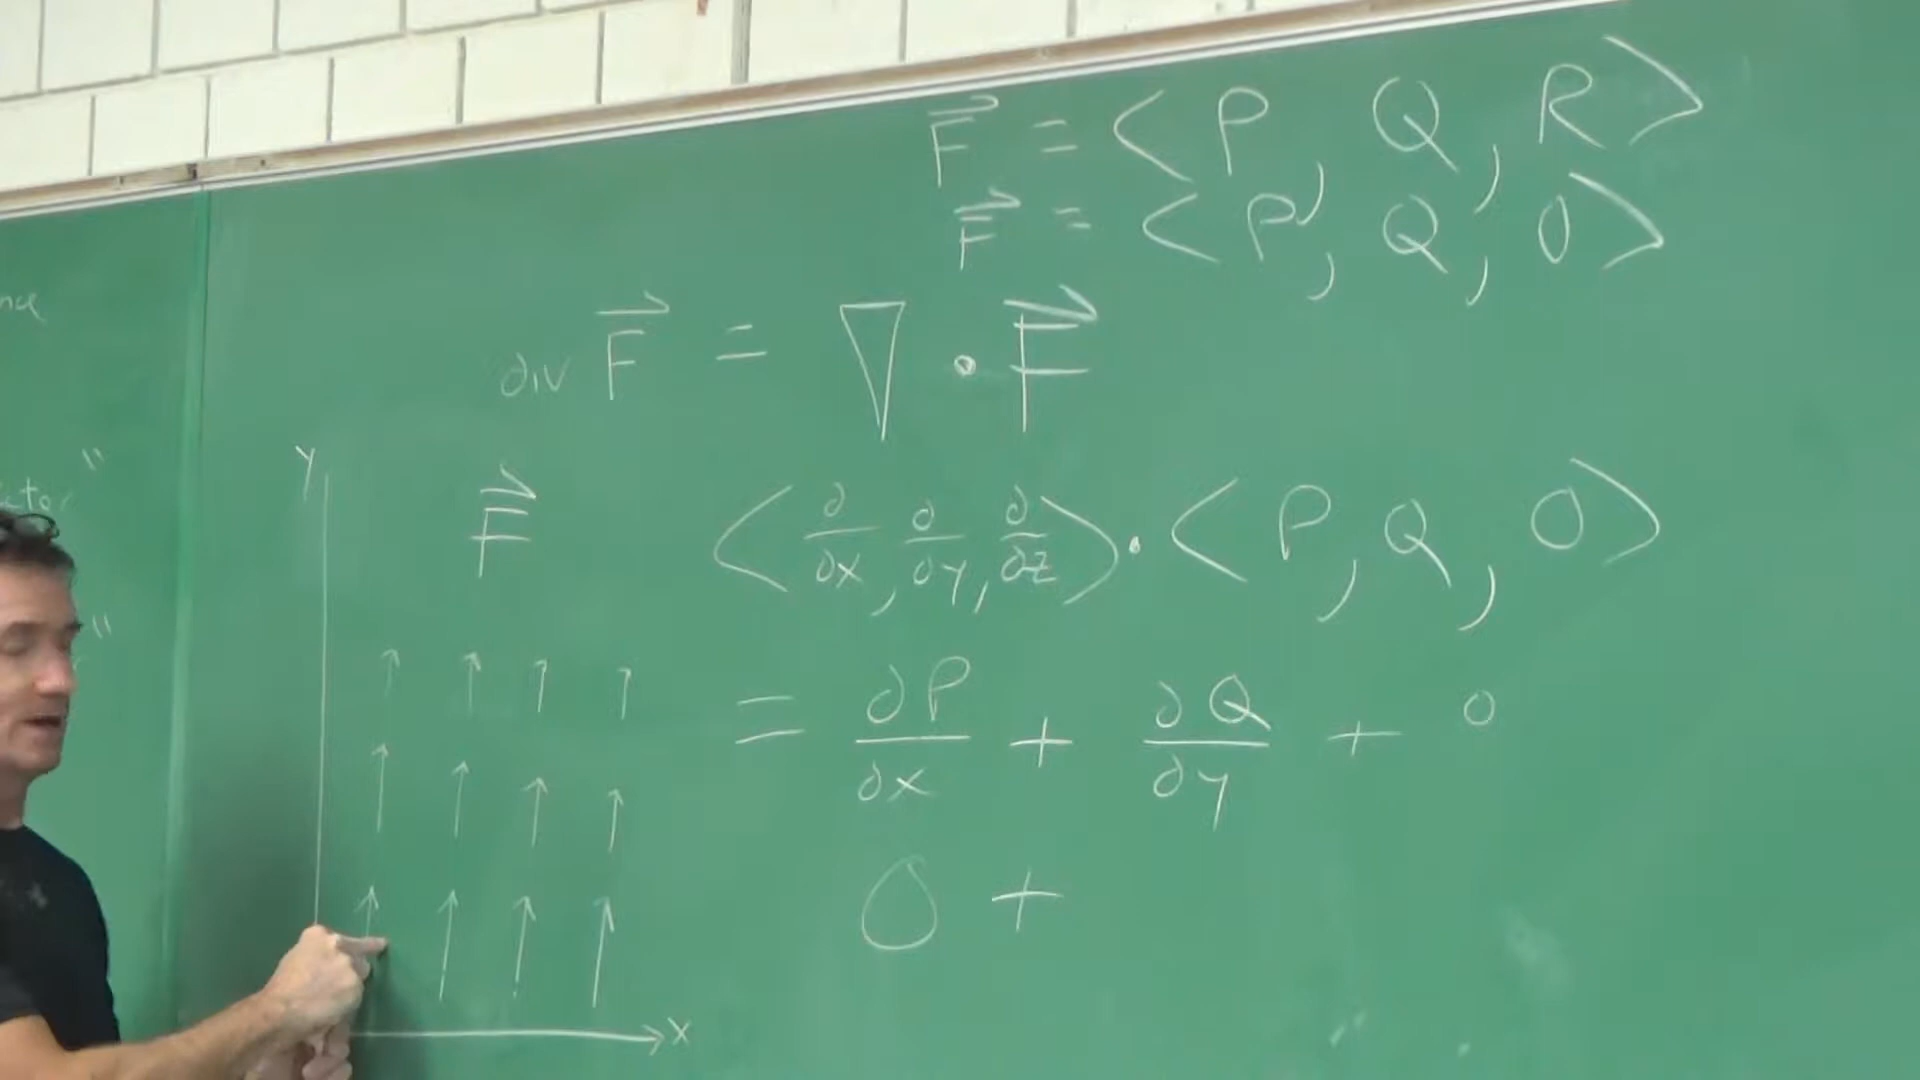 F⃗ = < P, Q, R >
F⃗ = < P, Q, 0 >
div F⃗ = ∇ · F⃗
y
F⃗
< ∂/∂x, ∂/∂y, ∂/∂z > · < P, Q, 0 >
= ∂P/∂x + ∂Q/∂y + 0
0 +
x